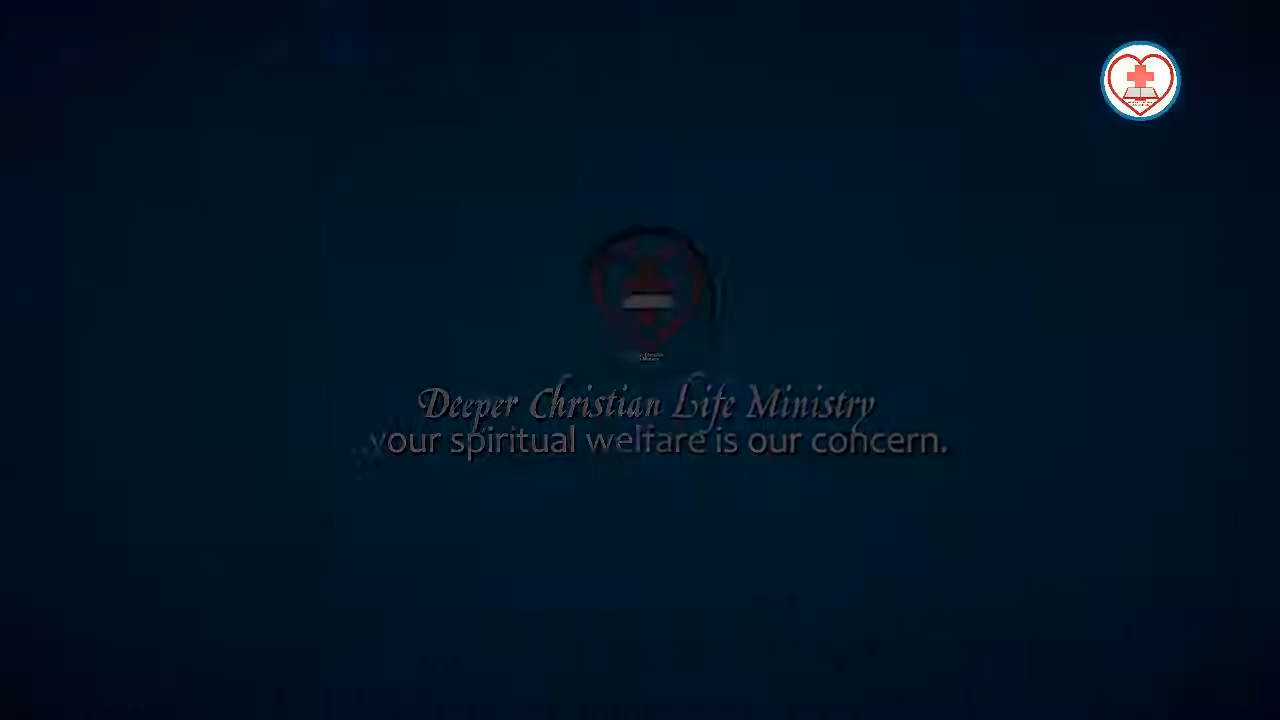 Deeper Christian Life Ministry
...your spiritual welfare is our concern.